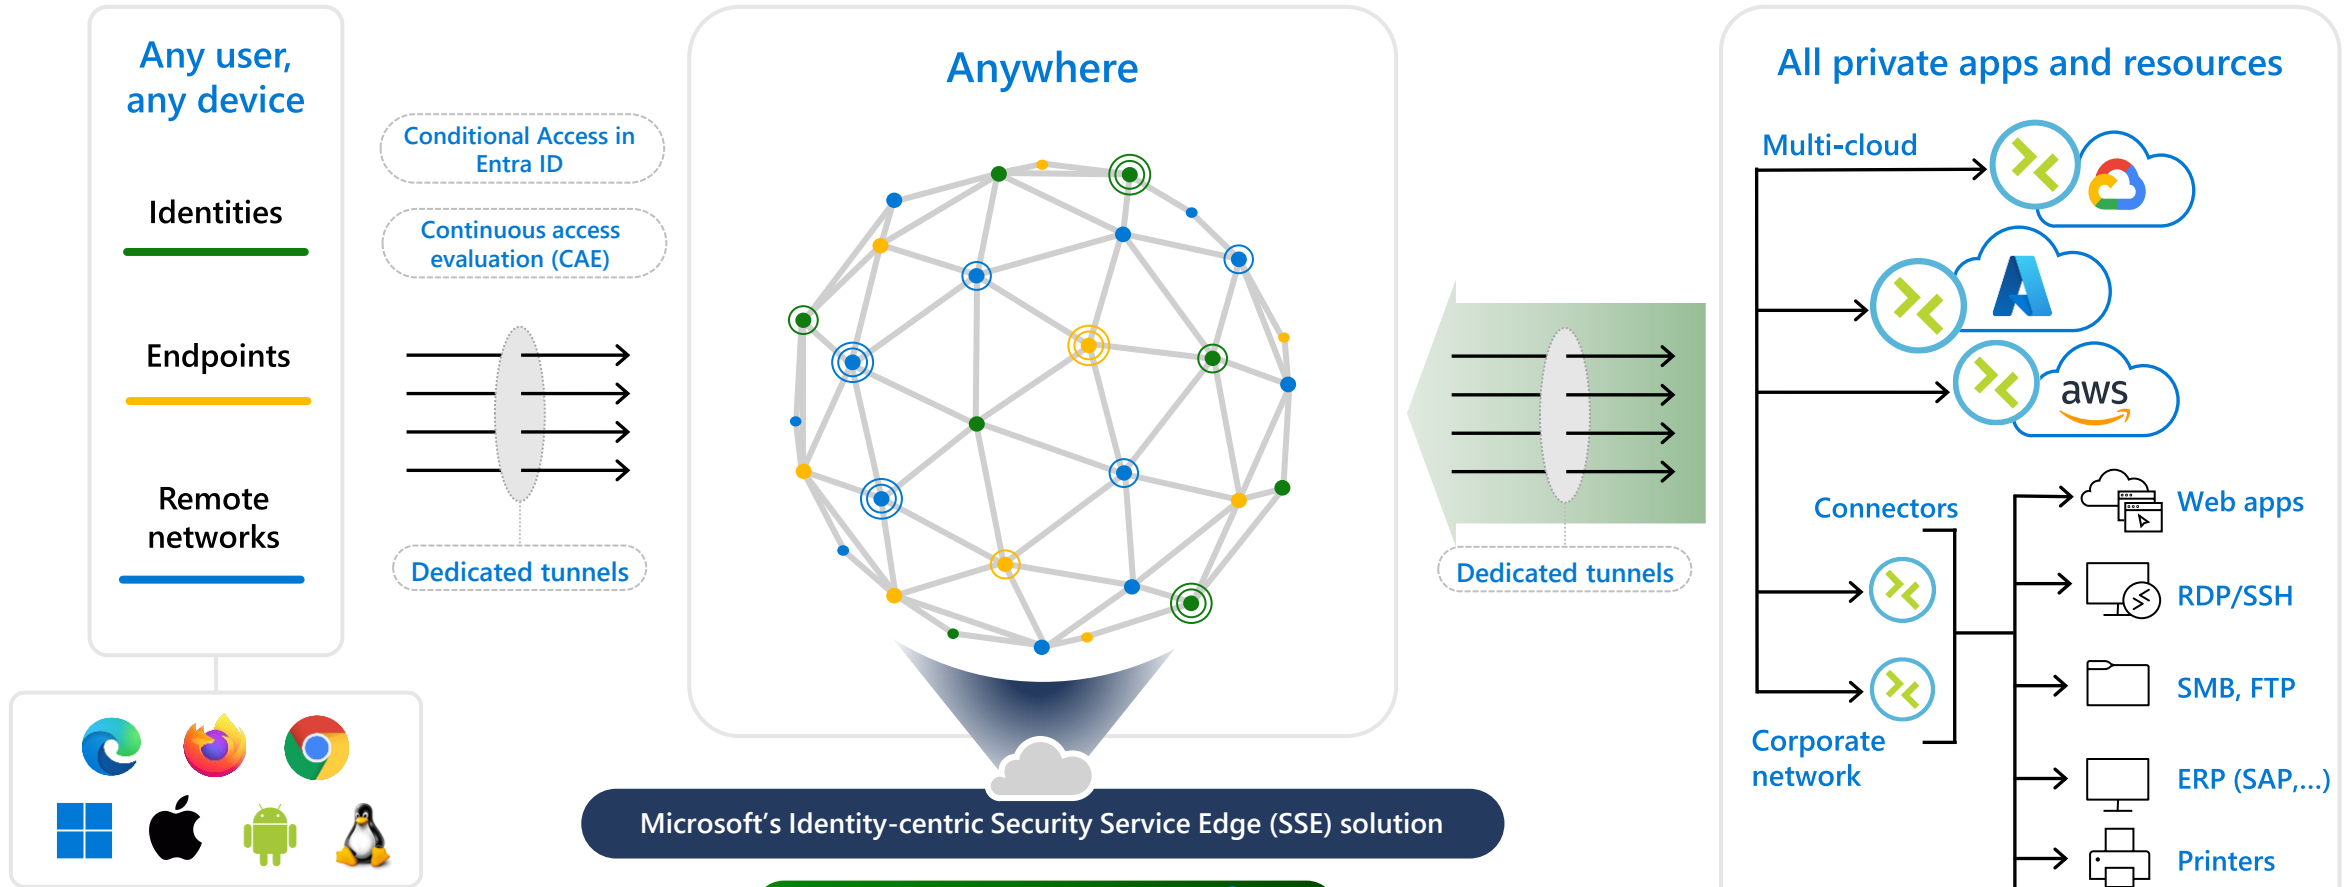 Any user,
any device
Identities
Endpoints
Remote
networks
Conditional Access in
Entra ID
Continuous access
evaluation (CAE)
Dedicated tunnels
Anywhere
Microsoft’s Identity-centric Security Service Edge (SSE) solution
Dedicated tunnels
All private apps and resources
Multi-cloud
aws
Connectors
Corporate
network
Web apps
RDP/SSH
SMB, FTP
ERP (SAP,...)
Printers